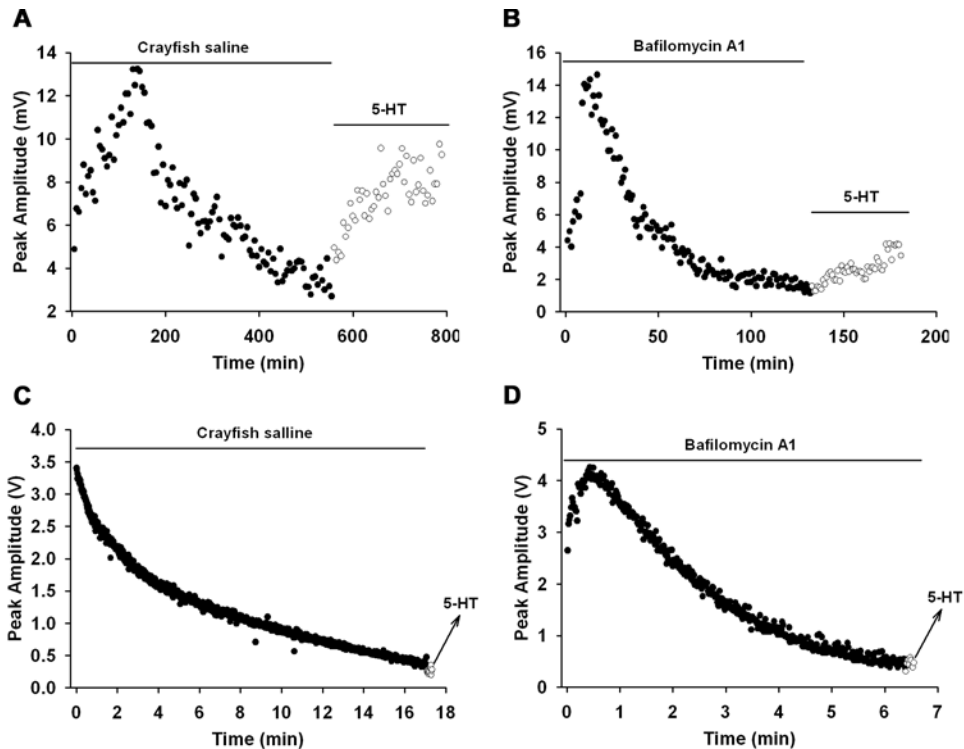 A
Crayfish saline
5-HT
Peak Amplitude (mV)
14
12
10
8
6
4
2
0 200 400 600 800
Time (min)
B
Bafilomycin A1
5-HT
Peak Amplitude (mV)
16
14
12
10
8
6
4
2
0
0 50 100 150 200
Time (min)
C
Crayfish salline
5-HT
Peak Amplitude (V)
4.0
3.5
3.0
2.5
2.0
1.5
1.0
0.5
0.0
0 2 4 6 8 10 12 14 16 18
Time (min)
D
Bafilomycin A1
5-HT
Peak Amplitude (V)
5
4
3
2
1
0
0 1 2 3 4 5 6 7
Time (min)